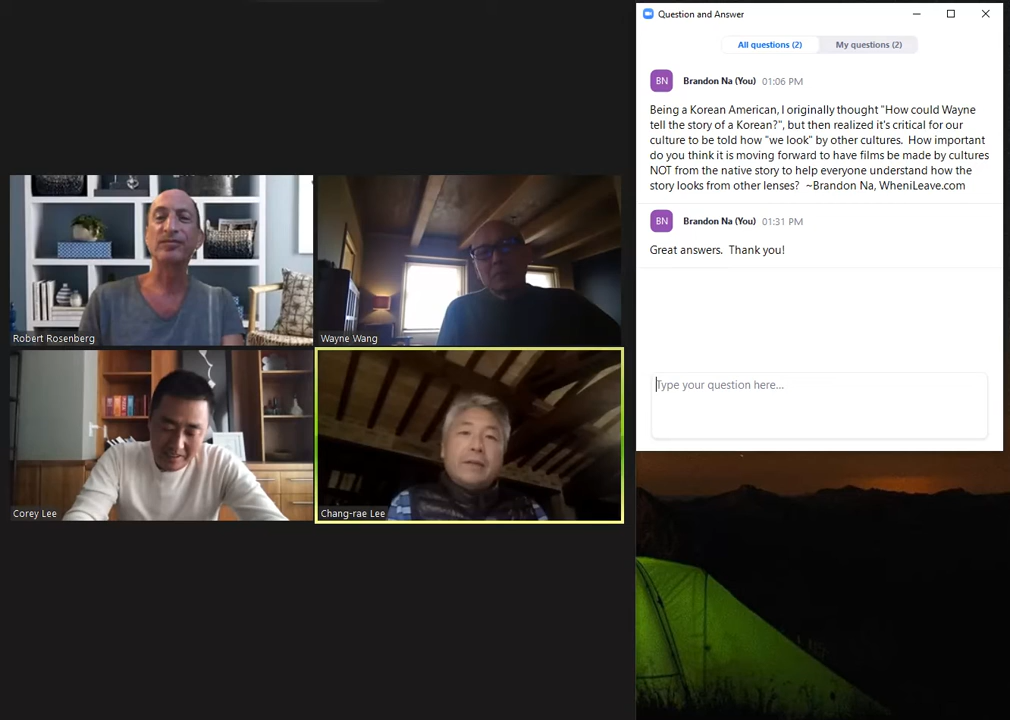 Question and Answer
All questions (2)
My questions (2)
BN
Brandon Na (You) 01:06 PM
Being a Korean American, I originally thought "How could Wayne
tell the story of a Korean?", but then realized it's critical for our
culture to be told how "we look" by other cultures.  How important
do you think it is moving forward to have films be made by cultures
NOT from the native story to help everyone understand how the
story looks from other lenses?  ~Brandon Na, WheniLeave.com
BN
Brandon Na (You) 01:31 PM
Great answers.  Thank you!
Type your question here...
Robert Rosenberg
Wayne Wang
Corey Lee
Chang-rae Lee